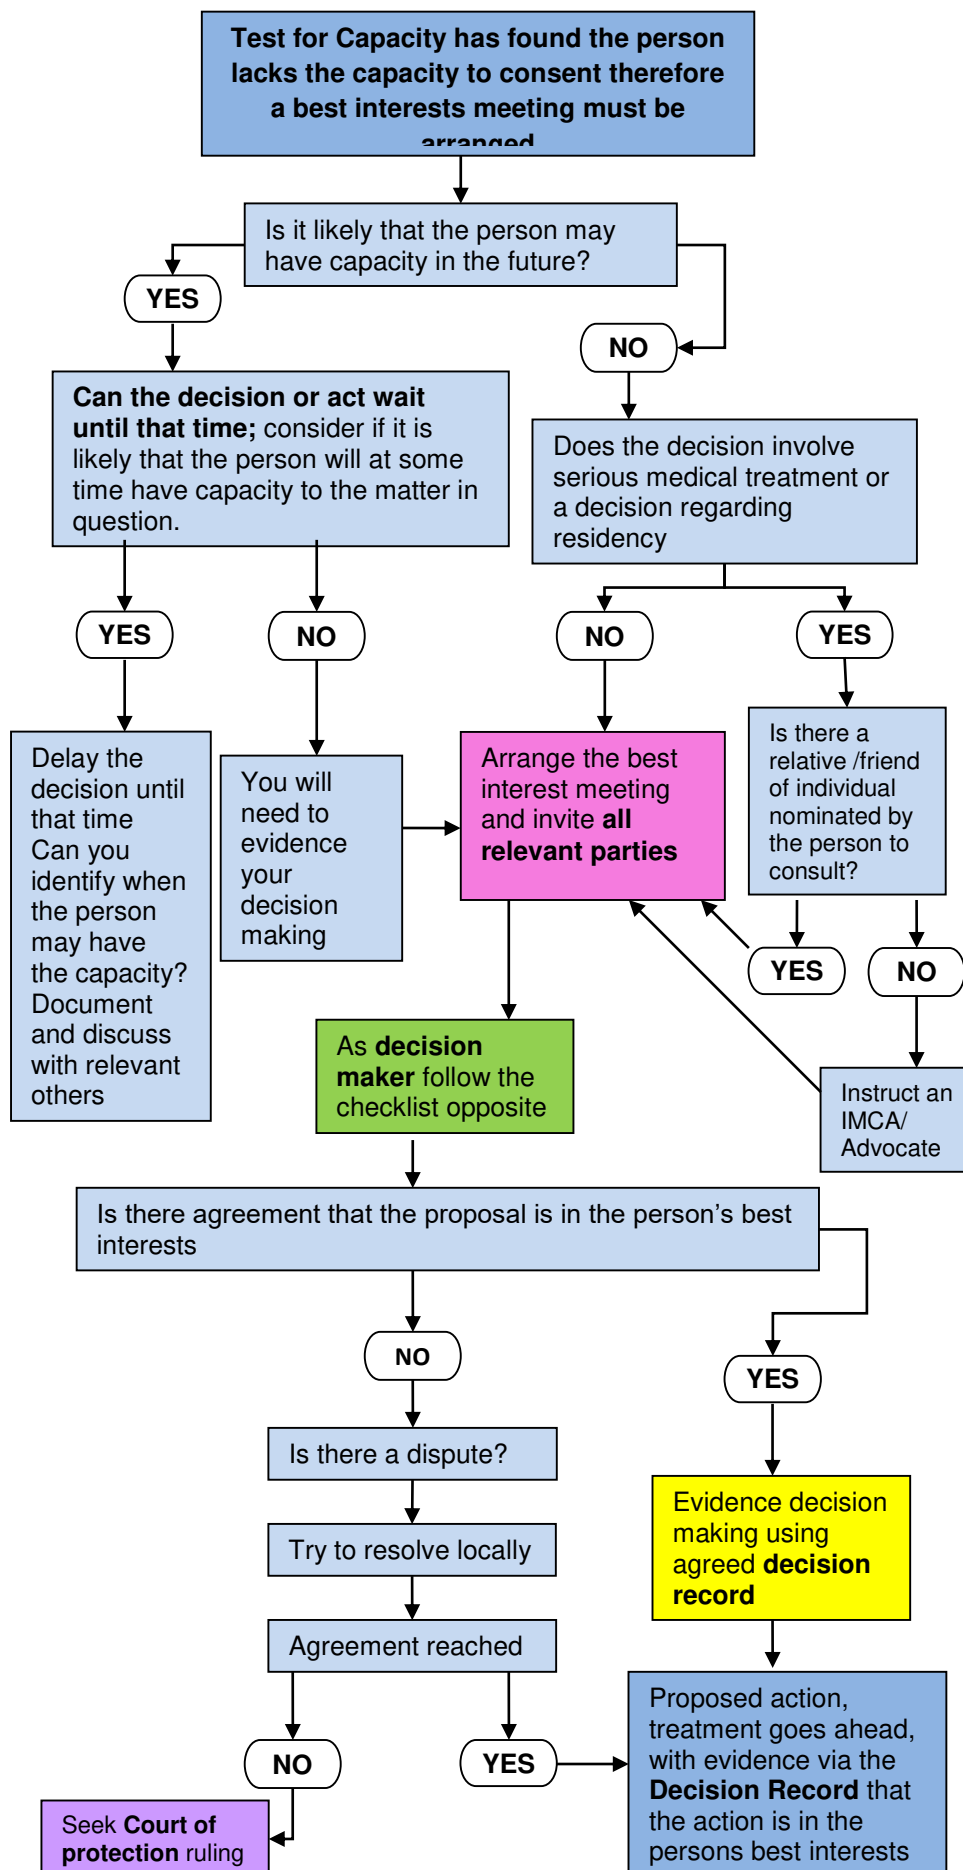 Test for Capacity has found the person
lacks the capacity to consent therefore
a best interests meeting must be
arranged
Is it likely that the person may
have capacity in the future?
YES
NO
Can the decision or act wait
until that time; consider if it is
likely that the person will at some
time have capacity to the matter in
question.
Does the decision involve
serious medical treatment or
a decision regarding
residency
YES
NO
NO
YES
Delay the
decision until
that time
Can you
identify when
the person
may have
the capacity?
Document
and discuss
with relevant
others
You will
need to
evidence
your
decision
making
Arrange the best
interest meeting
and invite all
relevant parties
Is there a
relative /friend
of individual
nominated by
the person to
consult?
YES
NO
As decision
maker follow the
checklist opposite
Instruct an
IMCA/
Advocate
Is there agreement that the proposal is in the person's best
interests
NO
YES
Is there a dispute?
Try to resolve locally
Agreement reached
Evidence decision
making using
agreed decision
record
NO
YES
Proposed action,
treatment goes ahead,
with evidence via the
Decision Record that
the action is in the
persons best interests
Seek Court of
protection ruling